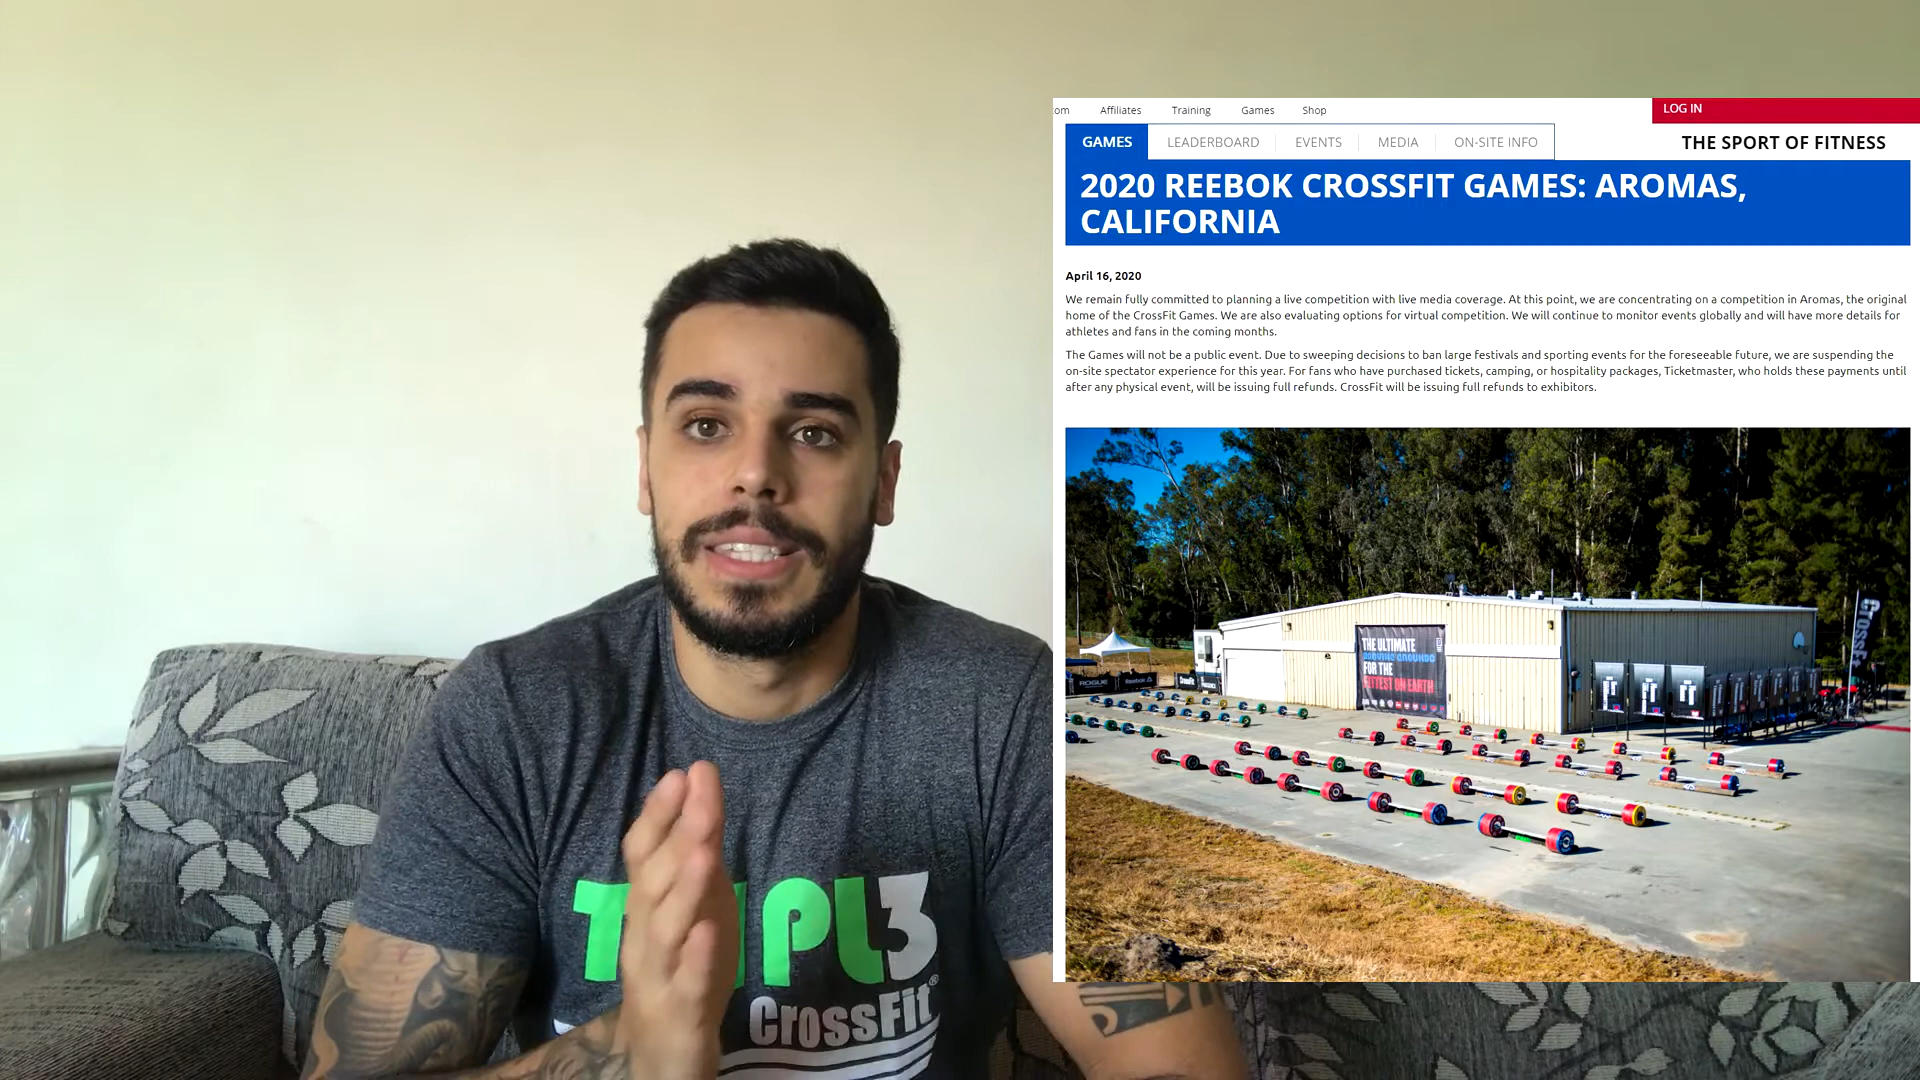 Affiliates Training Games Shop
LOG IN
GAMES LEADERBOARD EVENTS MEDIA ON-SITE INFO
THE SPORT OF FITNESS
2020 REEBOK CROSSFIT GAMES: AROMAS,
CALIFORNIA
April 16, 2020
We remain fully committed to planning a live competition with live media coverage. At this point, we are concentrating on a competition in Aromas, the original
home of the CrossFit Games. We are also evaluating options for virtual competition. We will continue to monitor events globally and will have more details for
athletes and fans in the coming months.
The Games will not be a public event. Due to sweeping decisions to ban large festivals and sporting events for the foreseeable future, we are suspending the
on-site spectator experience for this year. For fans who have purchased tickets, camping, or hospitality packages, Ticketmaster, who holds these payments until
after any physical event, will be issuing full refunds. CrossFit will be issuing full refunds to exhibitors.
THE ULTIMATE
PROVING GROUNDS
FOR THE
FITTEST ON EARTH
ROGUE
Reebok
CrossFit
CrossFit
PL3
CrossFit®